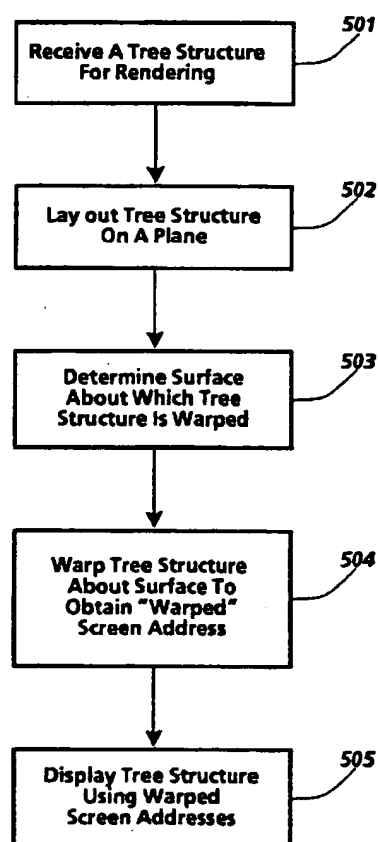 501
Receive A Tree Structure
For Rendering
502
Lay out Tree Structure
On A Plane
503
Determine Surface
About Which Tree
Structure Is Warped
504
Warp Tree Structure
About Surface To
Obtain "Warped"
Screen Address
505
Display Tree Structure
Using Warped
Screen Addresses